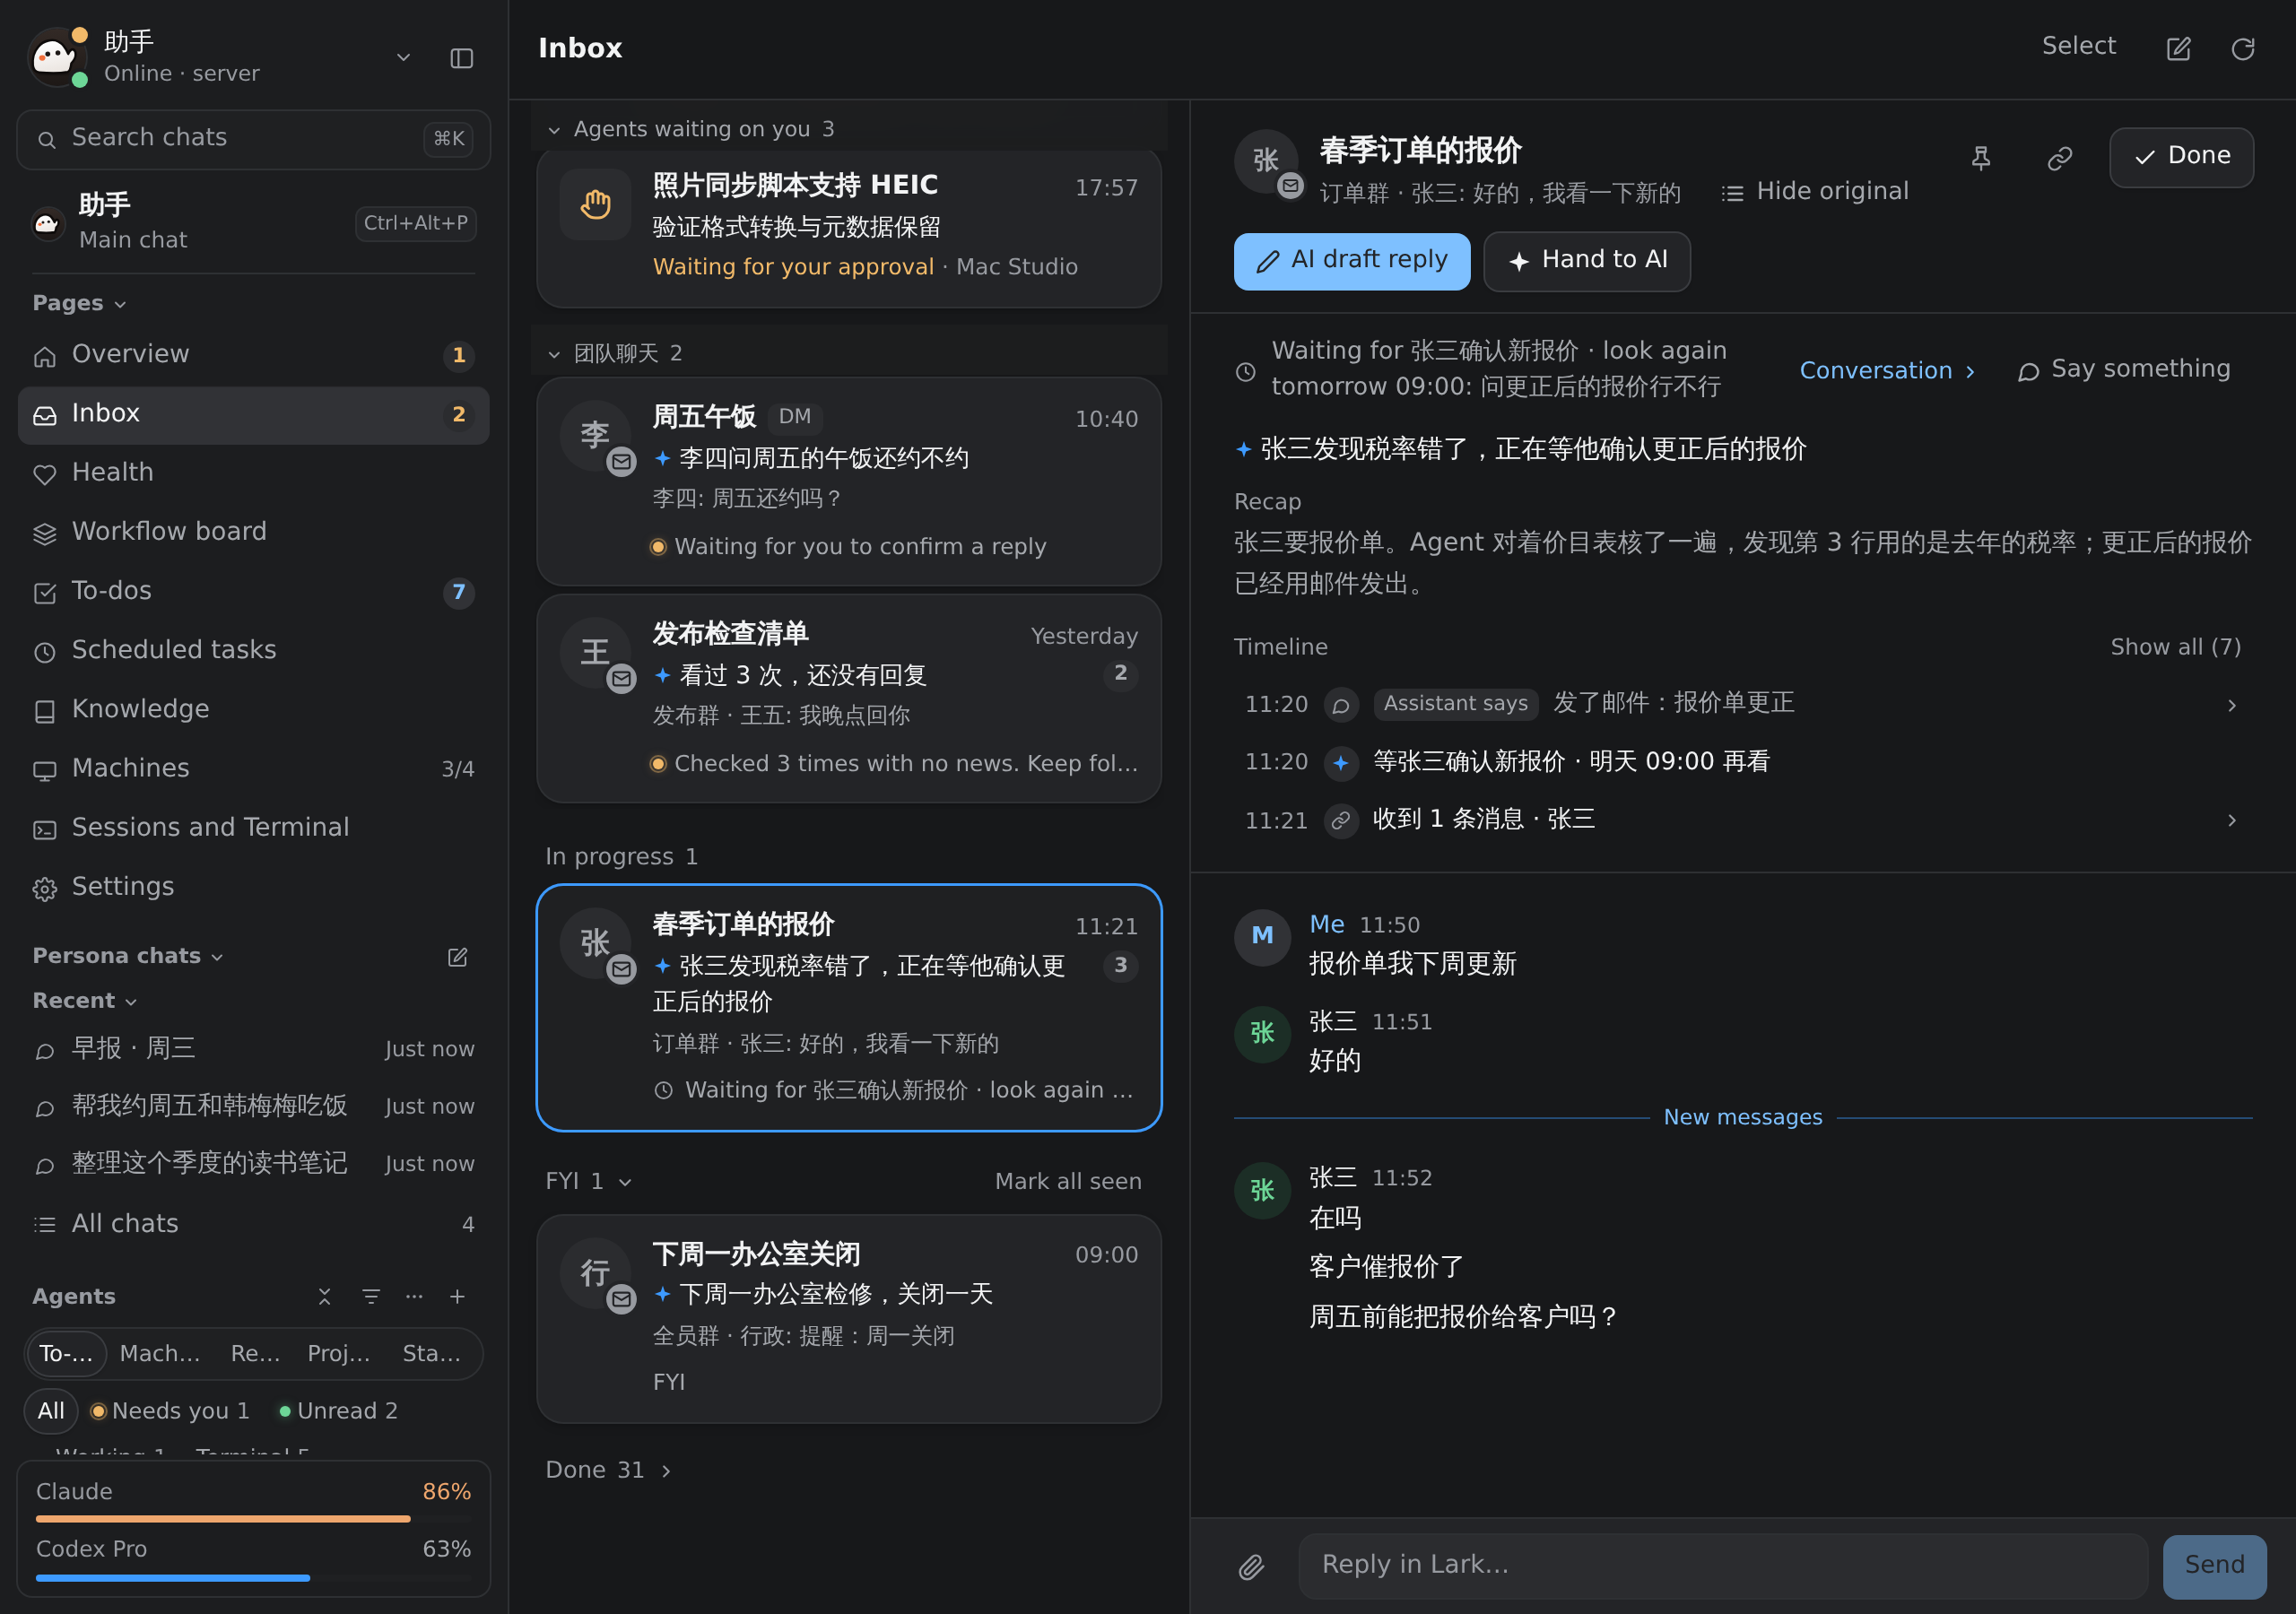 助手
Online · server
Search chats
⌘K
助手
Main chat
Ctrl+Alt+P
Pages
Overview
1
Inbox
2
Health
Workflow board
To-dos
7
Scheduled tasks
Knowledge
Machines
3/4
Sessions and Terminal
Settings
Persona chats
Recent
早报 · 周三
Just now
帮我约周五和韩梅梅吃饭
Just now
整理这个季度的读书笔记
Just now
All chats
4
Agents
To-…
Mach…
Re…
Proj…
Sta…
All
Needs you 1
Unread 2
Working 1
Terminal 5
Claude
86%
Codex Pro
63%
Inbox
Select
Agents waiting on you 3
照片同步脚本支持 HEIC
17:57
验证格式转换与元数据保留
Waiting for your approval · Mac Studio
团队聊天 2
李
周五午饭
DM
10:40
李四问周五的午饭还约不约
李四: 周五还约吗？
Waiting for you to confirm a reply
王
发布检查清单
Yesterday
看过 3 次，还没有回复
2
发布群 · 王五: 我晚点回你
Checked 3 times with no news. Keep fol…
In progress 1
张
春季订单的报价
11:21
张三发现税率错了，正在等他确认更
正后的报价
3
订单群 · 张三: 好的，我看一下新的
Waiting for 张三确认新报价 · look again …
FYI 1
Mark all seen
行
下周一办公室关闭
09:00
下周一办公室检修，关闭一天
全员群 · 行政: 提醒：周一关闭
FYI
Done 31
张
春季订单的报价
订单群 · 张三: 好的，我看一下新的
Hide original
Done
AI draft reply
Hand to AI
Waiting for 张三确认新报价 · look again
tomorrow 09:00: 问更正后的报价行不行
Conversation
Say something
张三发现税率错了，正在等他确认更正后的报价
Recap
张三要报价单。Agent 对着价目表核了一遍，发现第 3 行用的是去年的税率；更正后的报价
已经用邮件发出。
Timeline
Show all (7)
11:20
Assistant says
发了邮件：报价单更正
11:20
等张三确认新报价 · 明天 09:00 再看
11:21
收到 1 条消息 · 张三
M
Me 11:50
报价单我下周更新
张
张三 11:51
好的
New messages
张
张三 11:52
在吗
客户催报价了
周五前能把报价给客户吗？
Reply in Lark…
Send